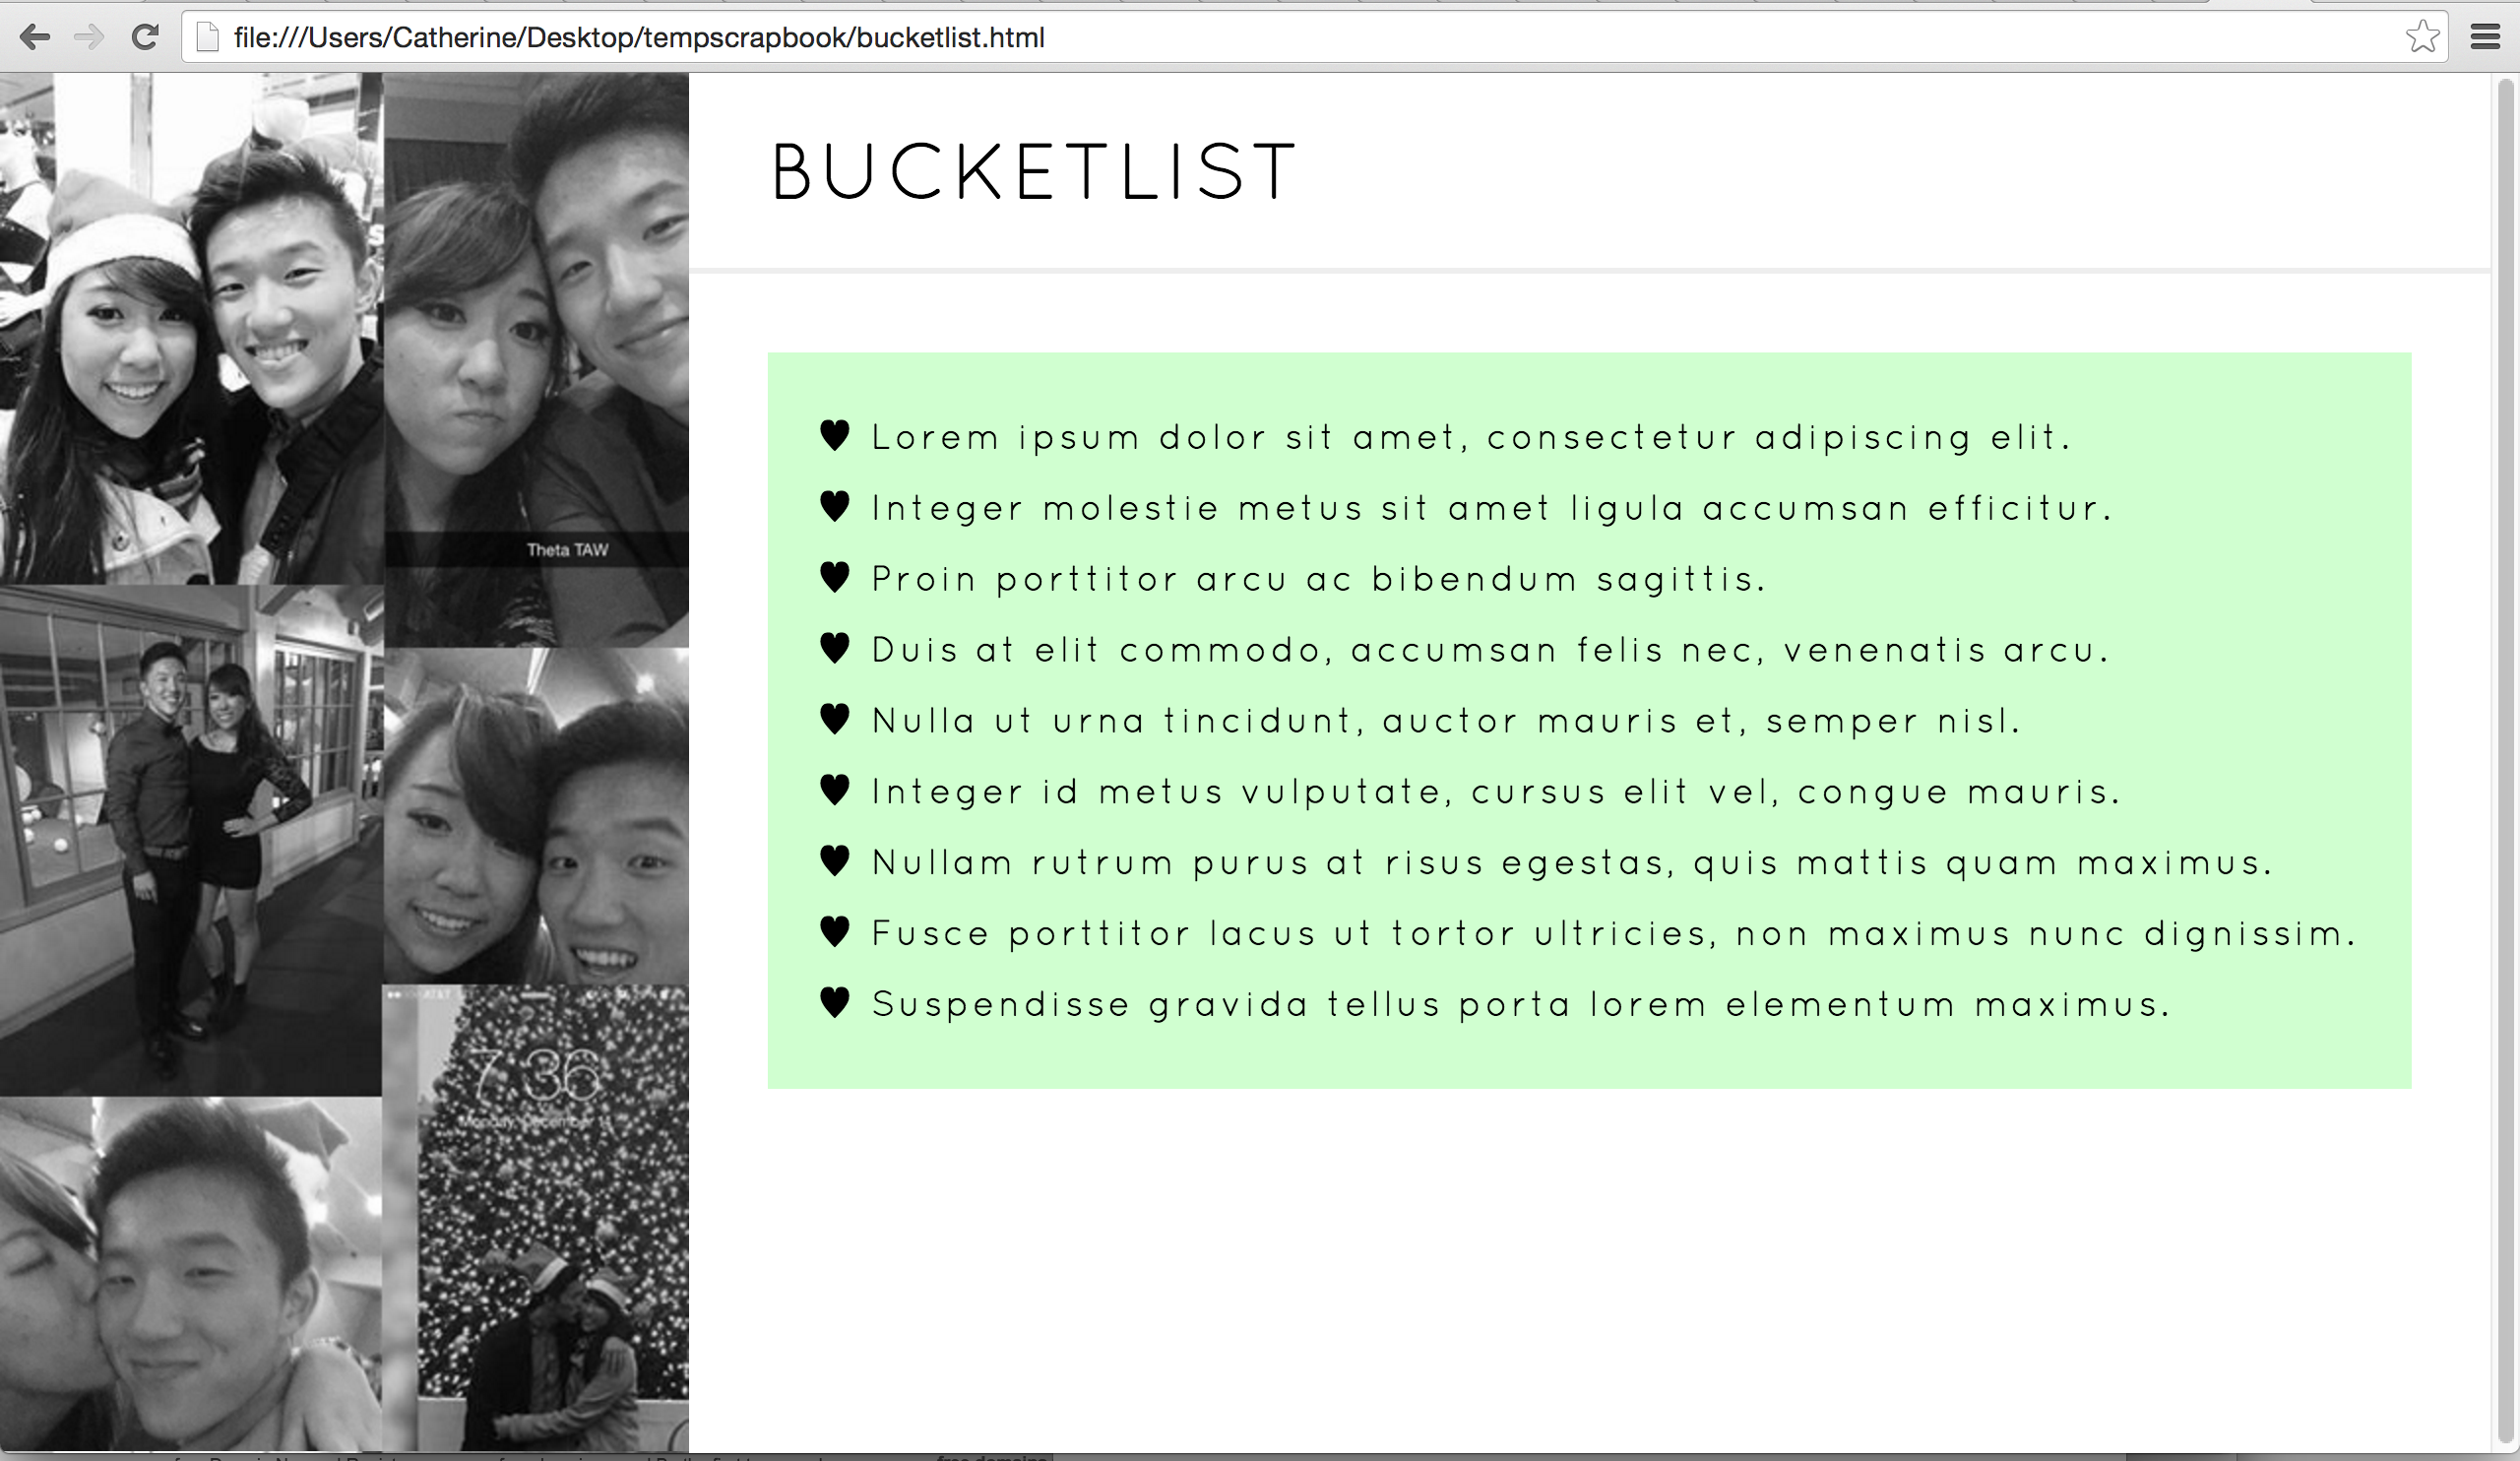 file:///Users/Catherine/Desktop/tempscrapbook/bucketlist.html
BUCKETLIST
Theta TAW
♥ Lorem ipsum dolor sit amet, consectetur adipiscing elit.
♥ Integer molestie metus sit amet ligula accumsan efficitur.
♥ Proin porttitor arcu ac bibendum sagittis.
♥ Duis at elit commodo, accumsan felis nec, venenatis arcu.
♥ Nulla ut urna tincidunt, auctor mauris et, semper nisl.
♥ Integer id metus vulputate, cursus elit vel, congue mauris.
♥ Nullam rutrum purus at risus egestas, quis mattis quam maximus.
♥ Fusce porttitor lacus ut tortor ultricies, non maximus nunc dignissim.
♥ Suspendisse gravida tellus porta lorem elementum maximus.
AT&T
7:36
Monday, December